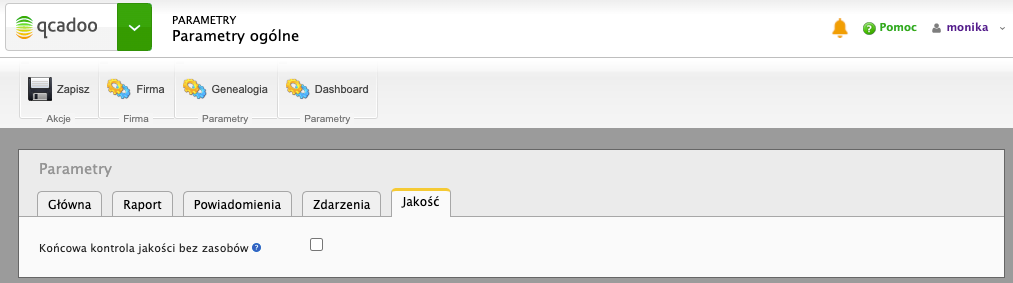 qcadoo
PARAMETRY
Parametry ogólne
Pomoc
monika
Zapisz
Firma
Genealogia
Dashboard
Akcje
Firma
Parametry
Parametry
Parametry
Główna
Raport
Powiadomienia
Zdarzenia
Jakość
Końcowa kontrola jakości bez zasobów